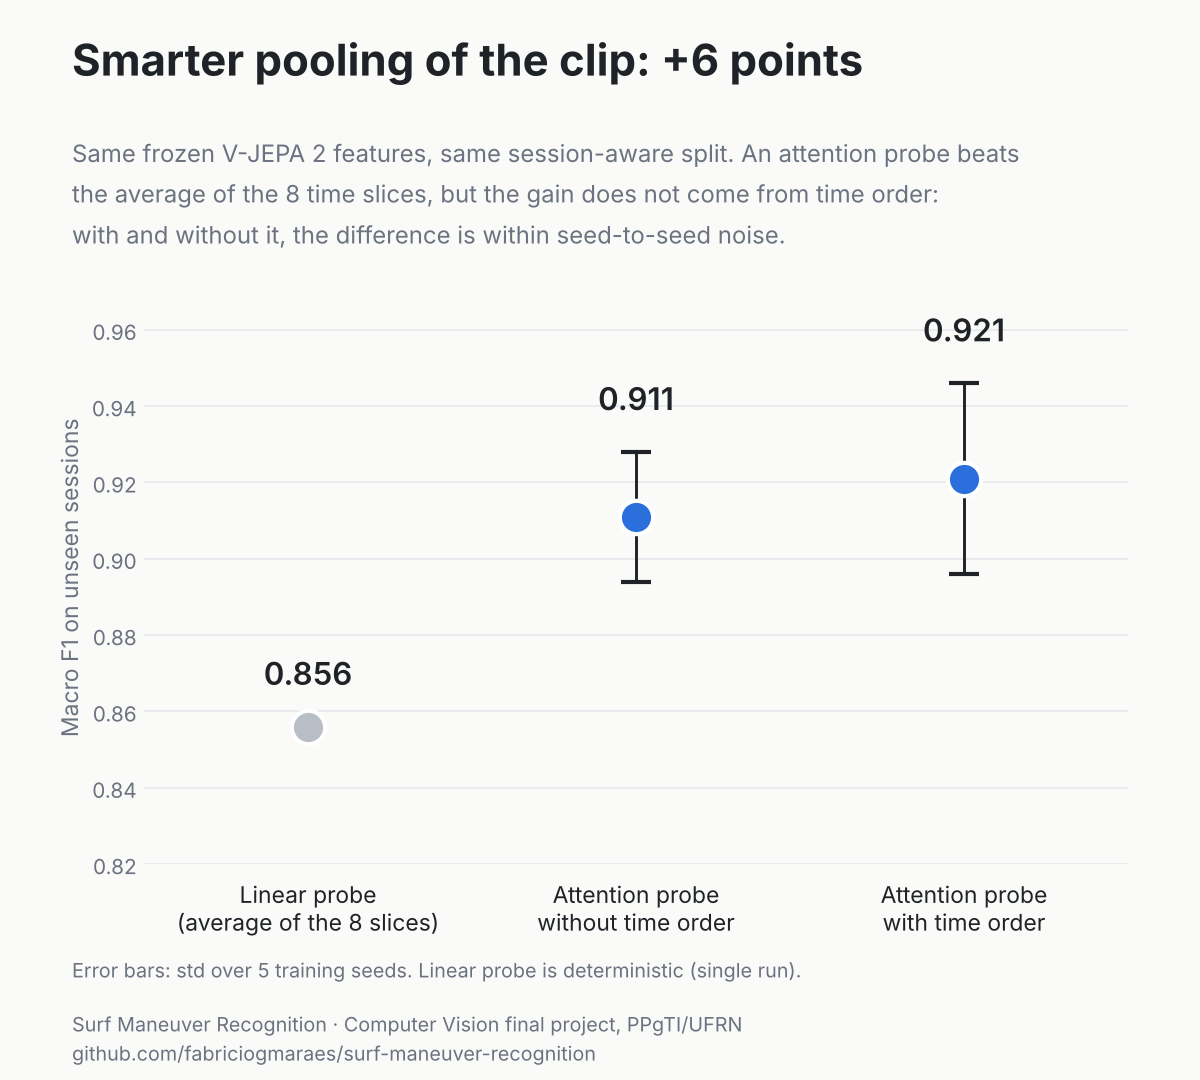 Smarter pooling of the clip: +6 points
Same frozen V-JEPA 2 features, same session-aware split. An attention probe beats
the average of the 8 time slices, but the gain does not come from time order:
with and without it, the difference is within seed-to-seed noise.
Macro F1 on unseen sessions
0.96
0.94
0.92
0.90
0.88
0.86
0.84
0.82
0.856
0.911
0.921
Linear probe
(average of the 8 slices)
Attention probe
without time order
Attention probe
with time order
Error bars: std over 5 training seeds. Linear probe is deterministic (single run).
Surf Maneuver Recognition · Computer Vision final project, PPgTI/UFRN
github.com/fabriciogmaraes/surf-maneuver-recognition